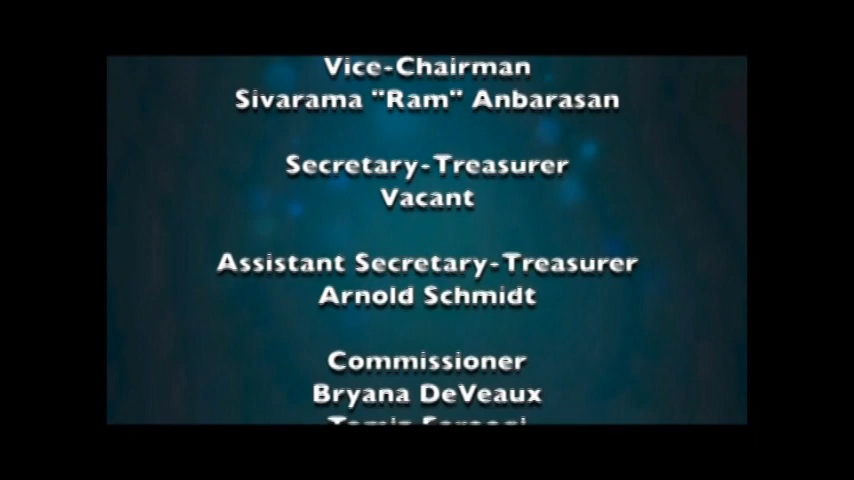 Vice-Chairman
Sivarama "Ram" Anbarasan
Secretary-Treasurer
Vacant
Assistant Secretary-Treasurer
Arnold Schmidt
Commissioner
Bryana DeVeaux